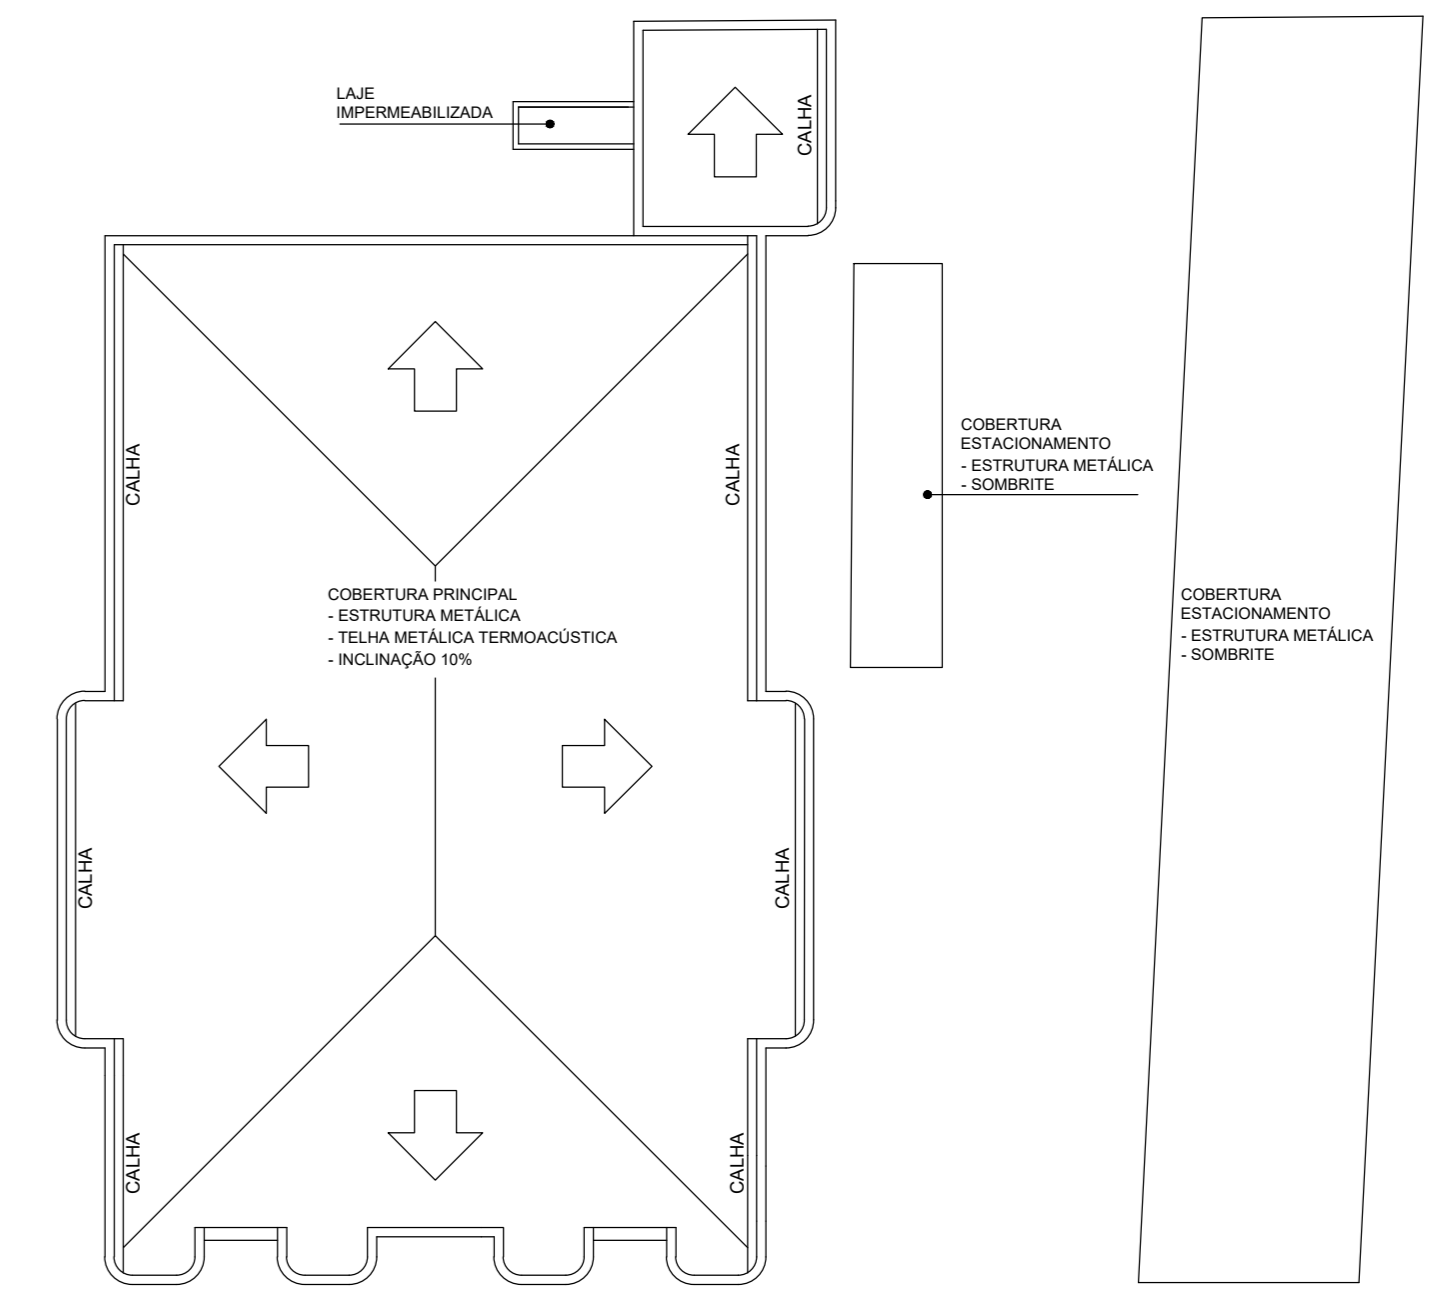 LAJE
IMPERMEABILIZADA
CALHA
COBERTURA
ESTACIONAMENTO
- ESTRUTURA METÁLICA
- SOMBRITE
CALHA
CALHA
COBERTURA PRINCIPAL
- ESTRUTURA METÁLICA
- TELHA METÁLICA TERMOACÚSTICA
- INCLINAÇÃO 10%
COBERTURA
ESTACIONAMENTO
- ESTRUTURA METÁLICA
- SOMBRITE
CALHA
CALHA
CALHA
CALHA